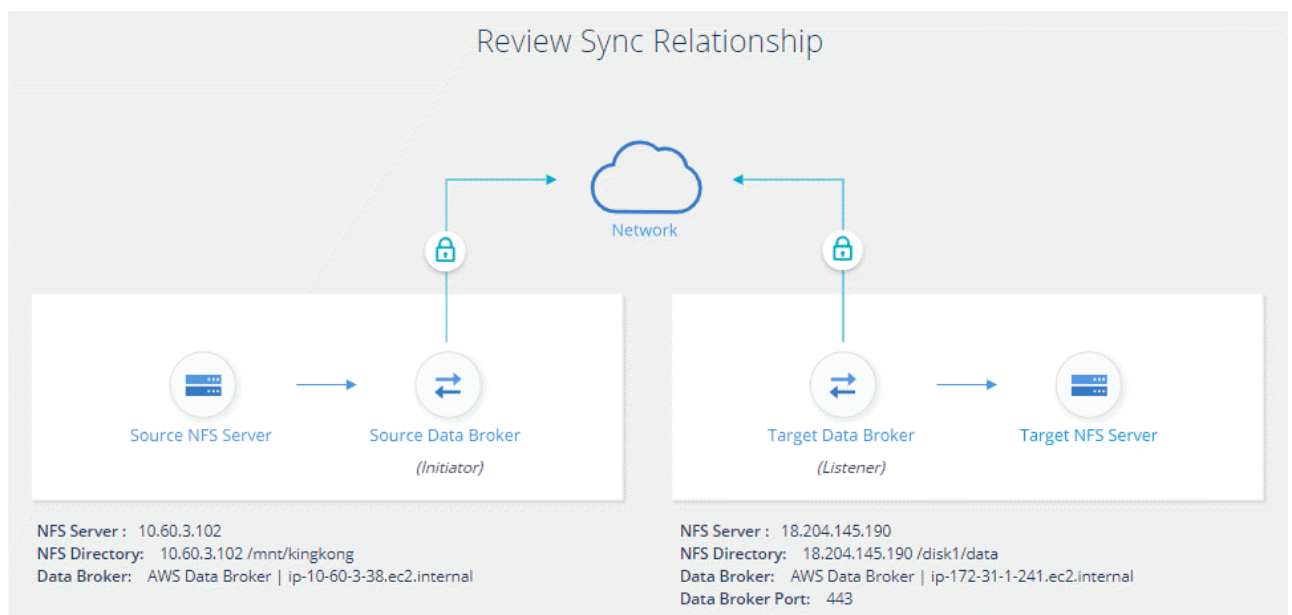 Review Sync Relationship
Network
Source NFS Server
Source Data Broker
(Initiator)
Target Data Broker
(Listener)
Target NFS Server
NFS Server : 10.60.3.102
NFS Directory: 10.60.3.102 /mnt/kingkong
Data Broker: AWS Data Broker | ip-10-60-3-38.ec2.internal
NFS Server : 18.204.145.190
NFS Directory: 18.204.145.190 /disk1/data
Data Broker: AWS Data Broker | ip-172-31-1-241.ec2.internal
Data Broker Port: 443